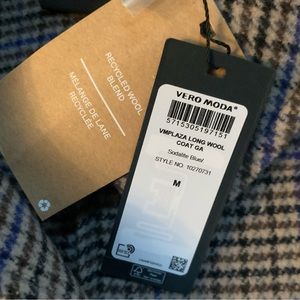 RECYCLED WOOL
BLEND
MÉLANGE DE LAINE
RECYCLÉE
VERO MODA®
5715305197151
VMPLAZA LONG WOOL
COAT GA
Sodalite Blue/
STYLE NO. 10270731
M